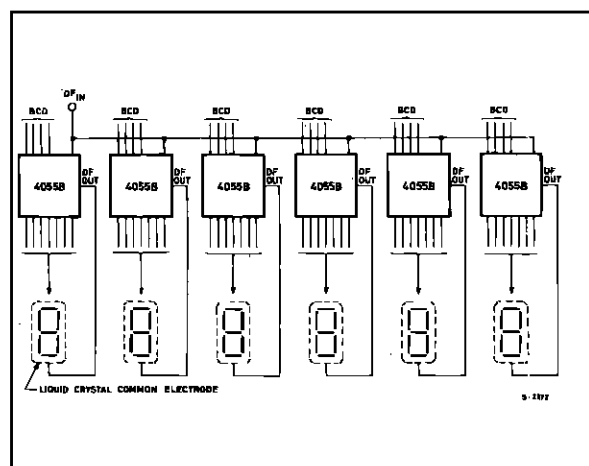 DF IN
BCD BCD BCD BCD BCD BCD
4055B DF OUT 4055B DF OUT 4055B DF OUT 4055B DF OUT 4055B DF OUT 4055B DF OUT
LIQUID CRYSTAL COMMON ELECTRODE